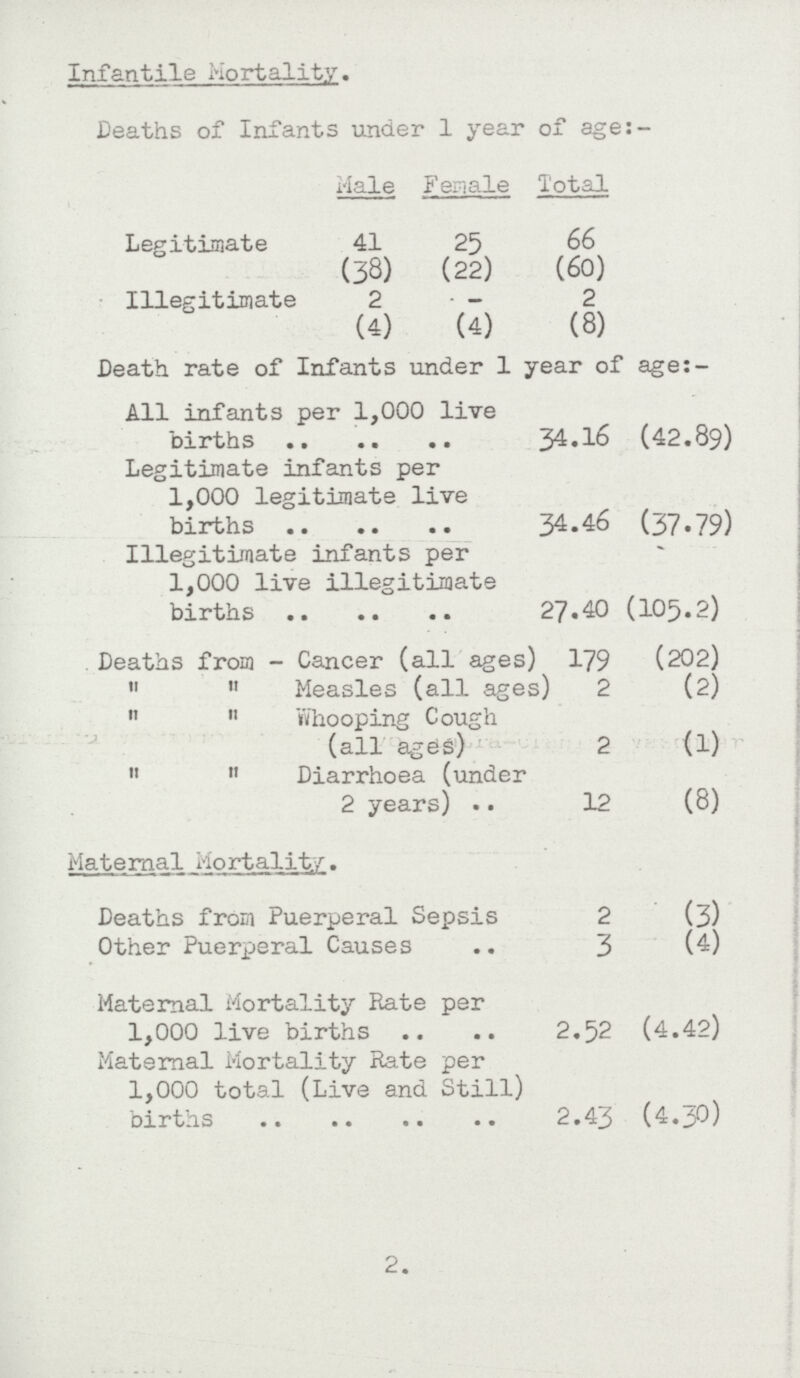 Infantile Mortality.
Deaths of Infants under 1 year of age:-
Male Female Total
Legitimate 41 25 66
(38) (22) (60)
Illegitimate 2 - 2
(4) (4) (8)
Death rate of Infants under 1 year of age:-
All infants per 1,000 live
births .. .. .. 34.16 (42.89)
Legitimate infants per
1,000 legitimate live
births .. .. .. 34.46 (37.79)
Illegitimate infants per
1,000 live illegitimate
births .. .. .. 27.40 (105.2)
Deaths from - Cancer (all ages) 179 (202)
" " Measles (all ages) 2 (2)
" " Whooping Cough
(all ages) 2 (1)
" " Diarrhoea (under
2 years) .. 12 (8)
Maternal Mortality.
Deaths from Puerperal Sepsis 2 (3)
Other Puerperal Causes .. 3 (4)
Maternal Mortality Rate per
1,000 live births .. .. 2.52 (4.42)
Maternal Mortality Rate per
1,000 total (Live and Still)
births .. .. .. .. 2.43 (4.30)
2.